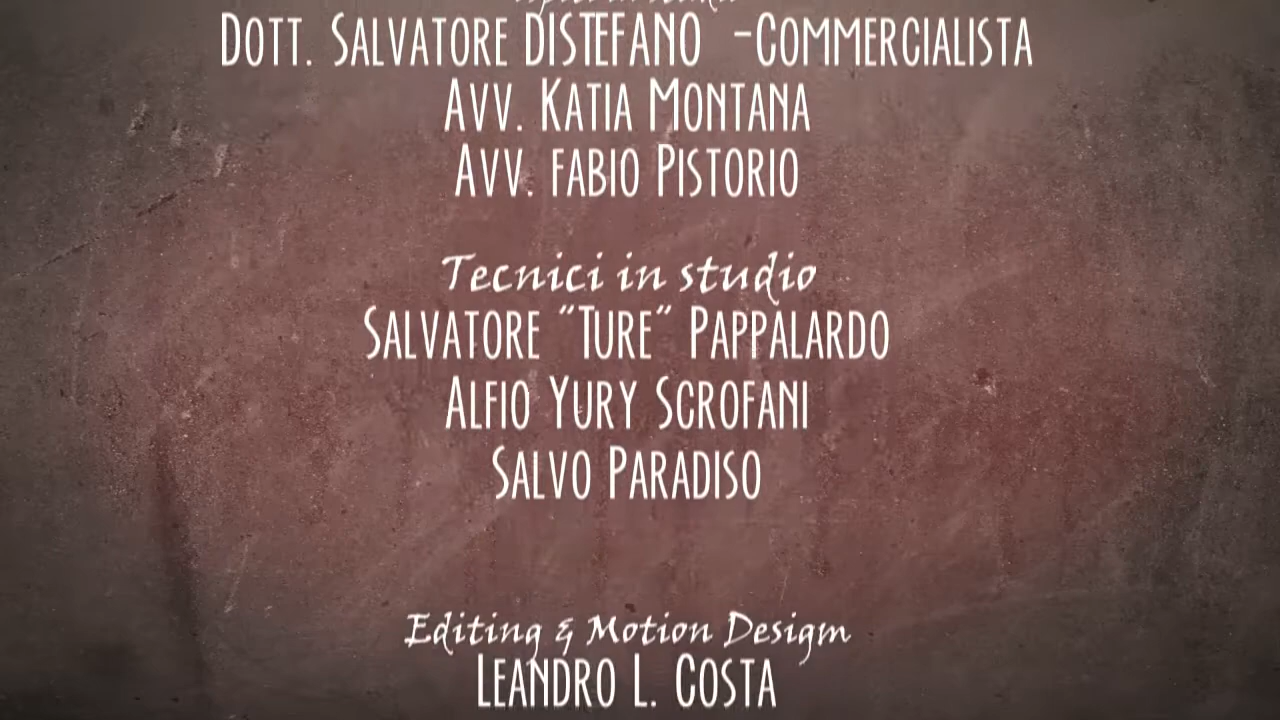 Dott. Salvatore DISTEFANO -Commercialista
Avv. Katia Montana
Avv. fabio Pistorio
Tecnici in studio
Salvatore "Ture" Pappalardo
Alfio Yury Scrofani
Salvo Paradiso
Editing & Motion Desigm
Leandro L. Costa